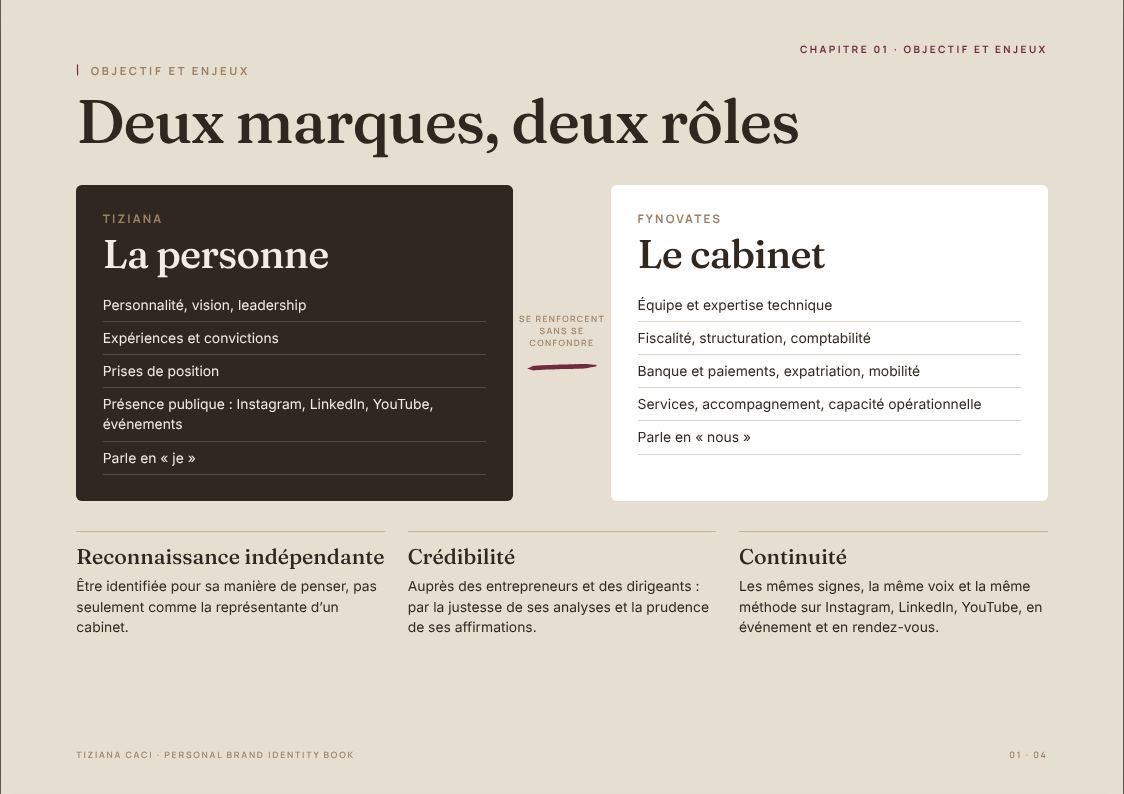 CHAPITRE 01 · OBJECTIF ET ENJEUX
OBJECTIF ET ENJEUX
Deux marques, deux rôles
TIZIANA
La personne
Personnalité, vision, leadership
Expériences et convictions
Prises de position
Présence publique : Instagram, LinkedIn, YouTube,
événements
Parle en « je »
SE RENFORCENT
SANS SE
CONFONDRE
FYNOVATES
Le cabinet
Équipe et expertise technique
Fiscalité, structuration, comptabilité
Banque et paiements, expatriation, mobilité
Services, accompagnement, capacité opérationnelle
Parle en « nous »
Reconnaissance indépendante
Être identifiée pour sa manière de penser, pas
seulement comme la représentante d’un
cabinet.
Crédibilité
Auprès des entrepreneurs et des dirigeants :
par la justesse de ses analyses et la prudence
de ses affirmations.
Continuité
Les mêmes signes, la même voix et la même
méthode sur Instagram, LinkedIn, YouTube, en
événement et en rendez-vous.
TIZIANA CACI · PERSONAL BRAND IDENTITY BOOK
01 · 04